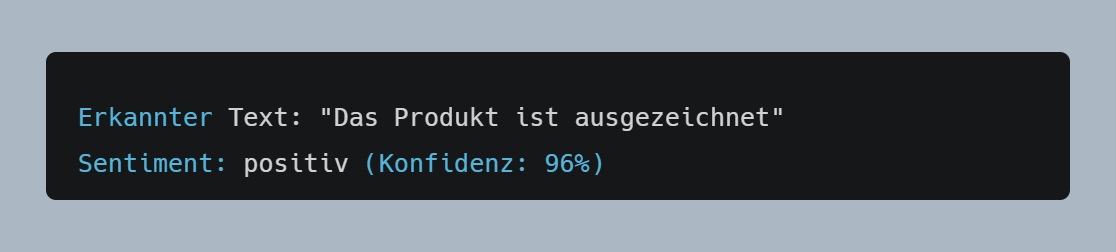 Erkannter Text: "Das Produkt ist ausgezeichnet"
Sentiment: positiv (Konfidenz: 96%)